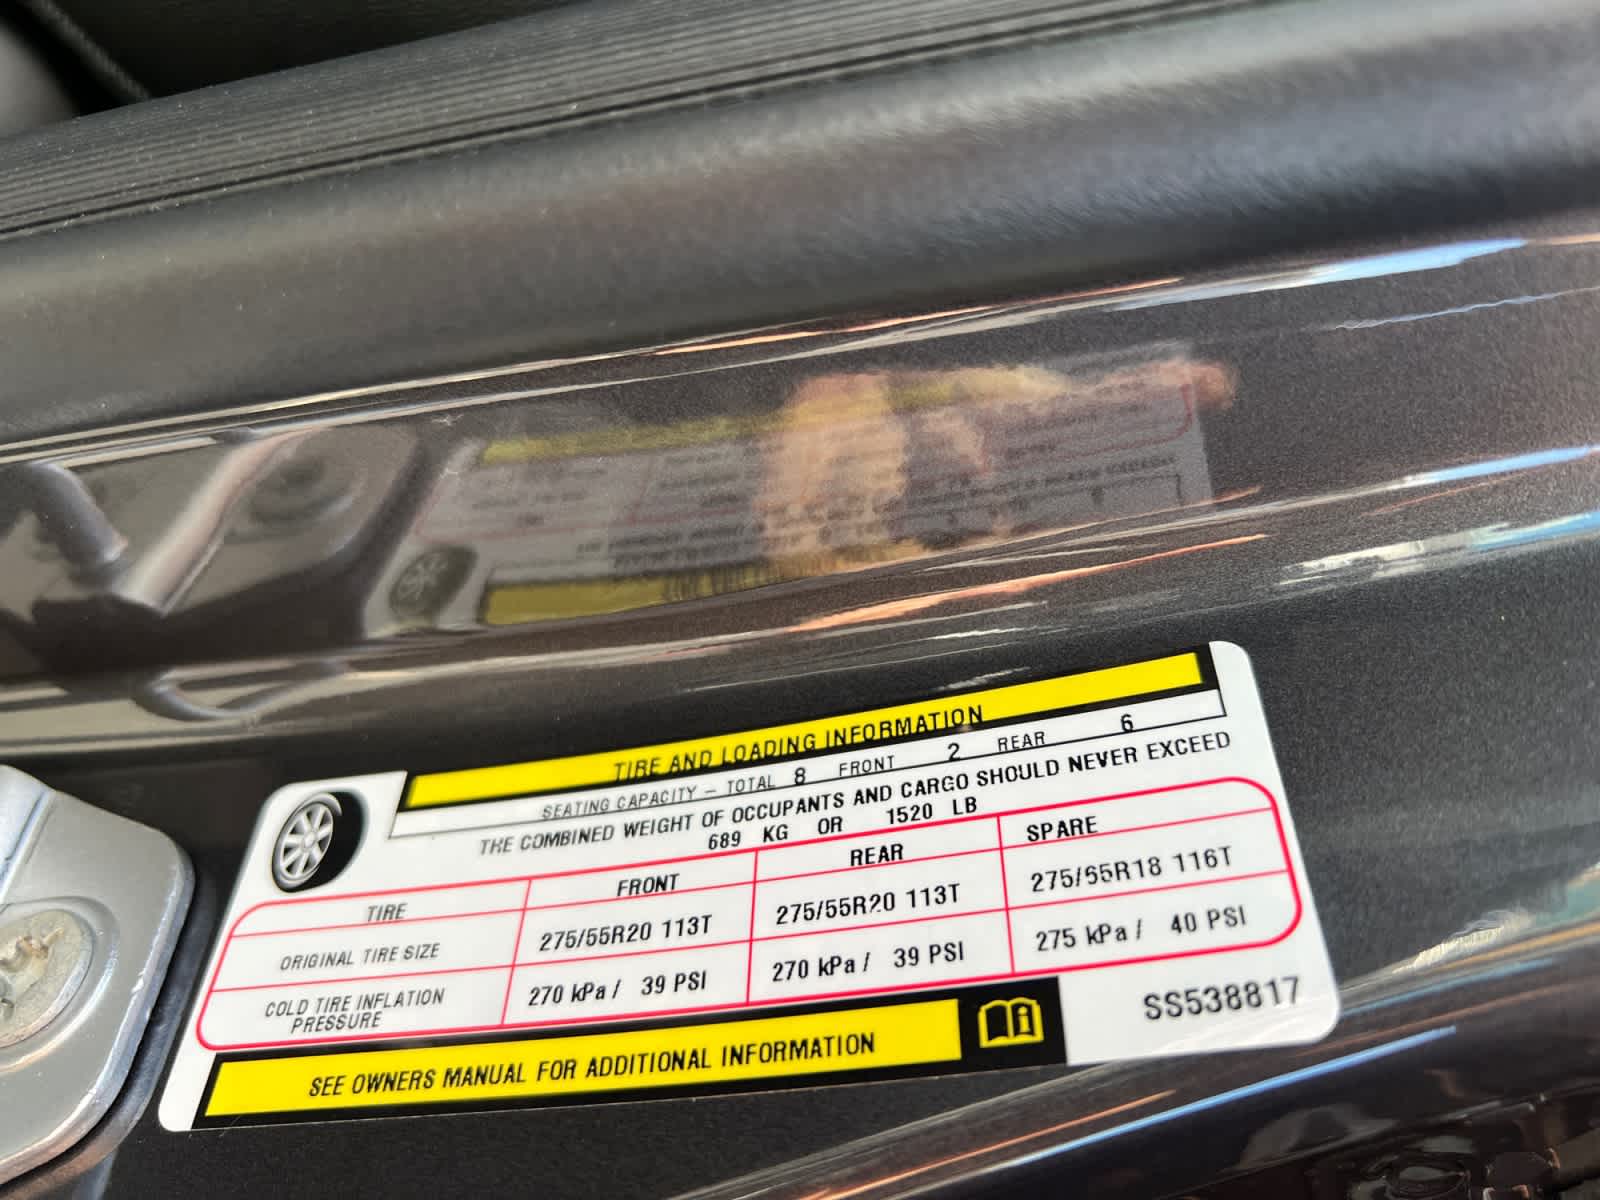 TIRE AND LOADING INFORMATION
SEATING CAPACITY – TOTAL 8 FRONT 2 REAR 6
THE COMBINED WEIGHT OF OCCUPANTS AND CARGO SHOULD NEVER EXCEED
689 KG OR 1520 LB
TIRE FRONT REAR SPARE
ORIGINAL TIRE SIZE 275/55R20 113T 275/55R20 113T 275/65R18 116T
COLD TIRE INFLATION PRESSURE 270 kPa / 39 PSI 270 kPa / 39 PSI 275 kPa / 40 PSI
SEE OWNERS MANUAL FOR ADDITIONAL INFORMATION
SS538817